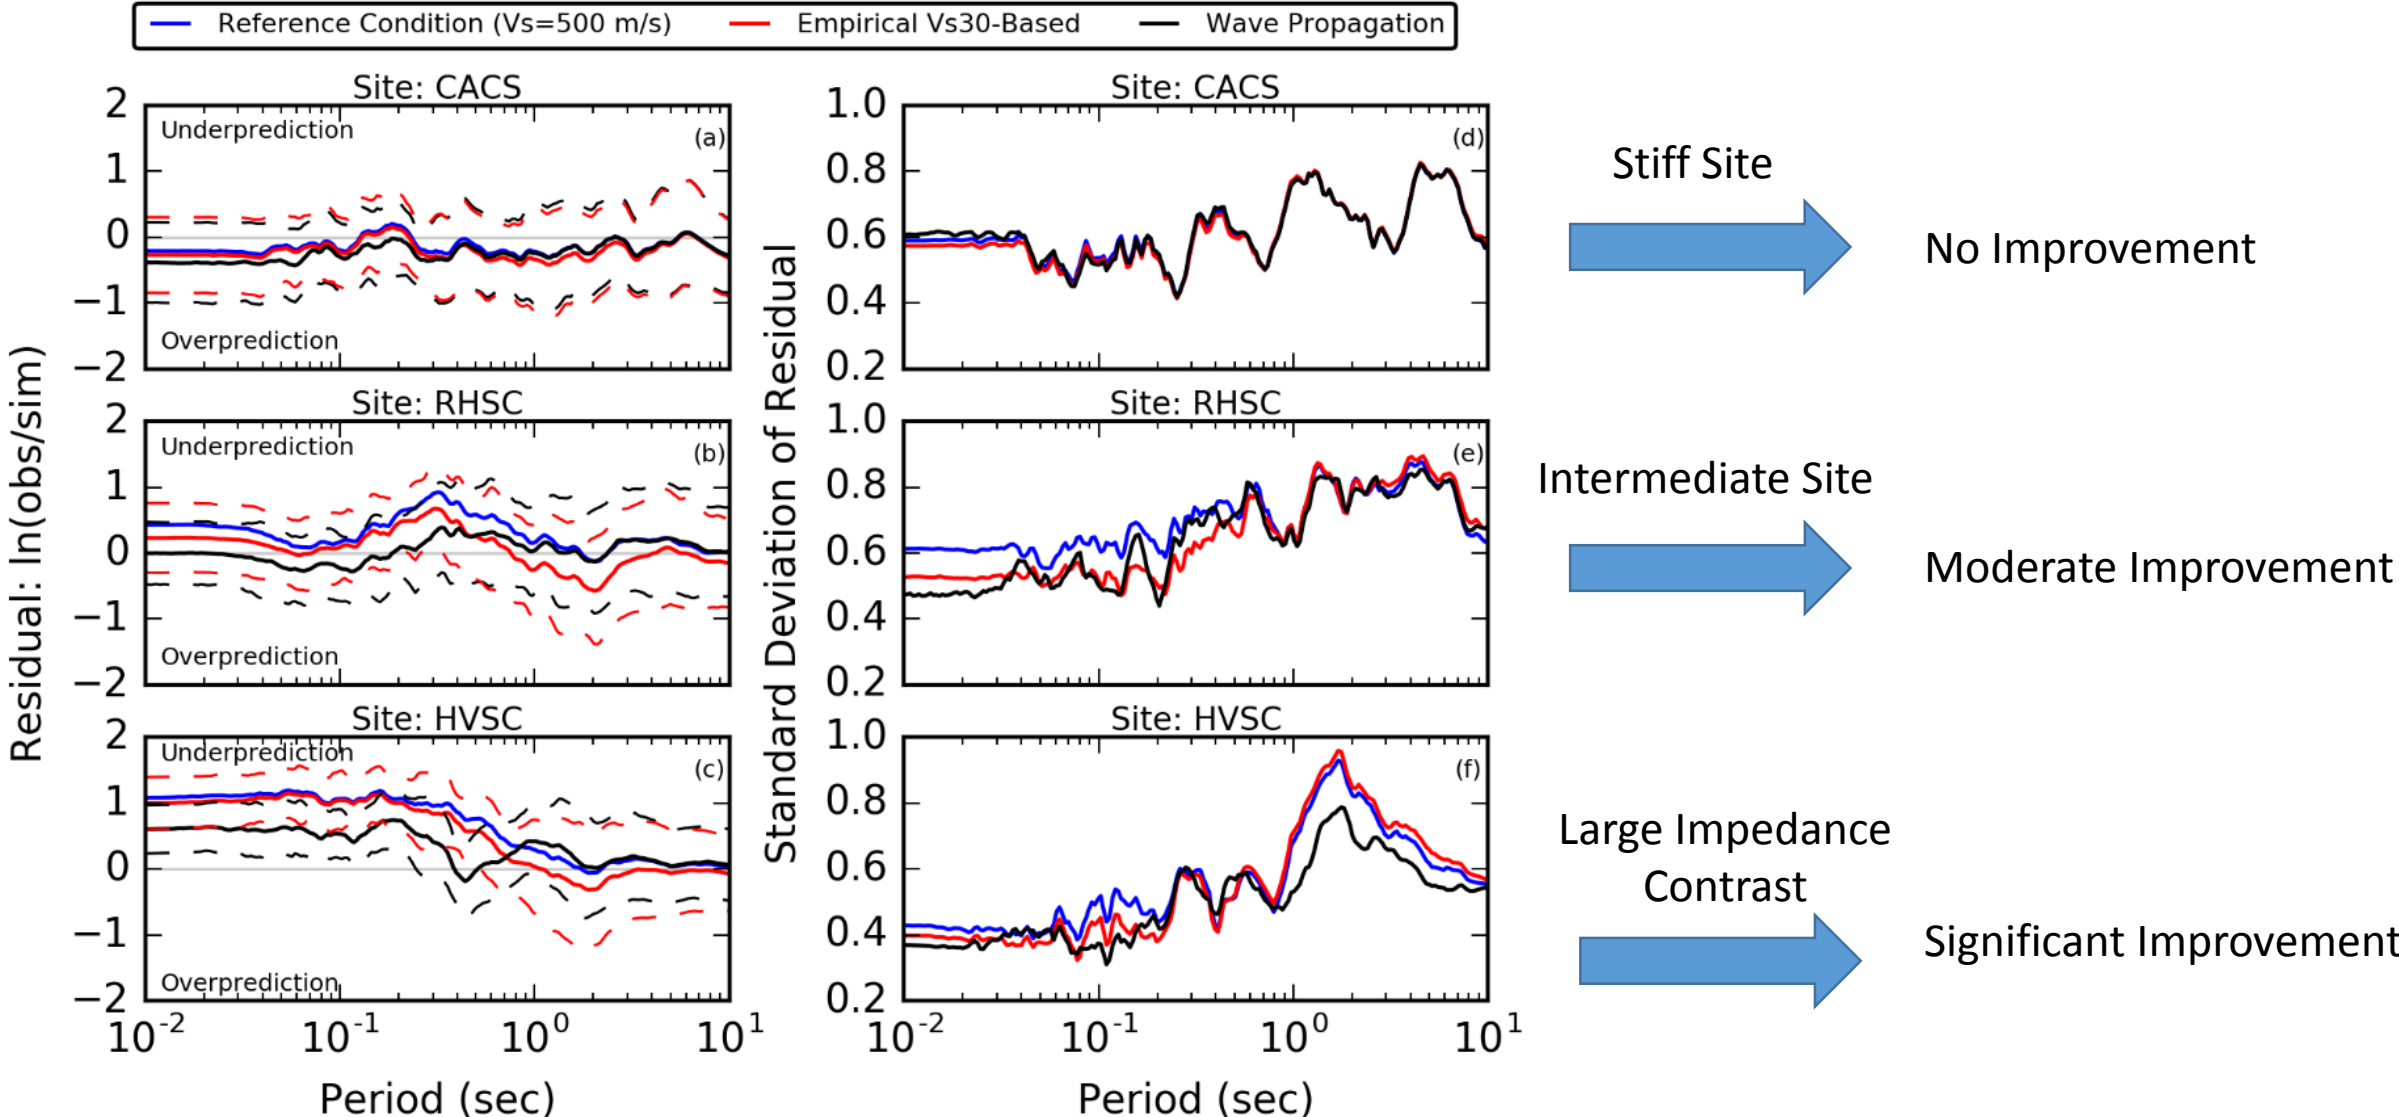 Reference Condition (Vs=500 m/s) Empirical Vs30-Based Wave Propagation
Site: CACS
Underprediction
(a)
Overprediction
2
1
0
−1
−2
Site: CACS
(d)
1.0
0.8
0.6
0.4
0.2
Stiff Site
No Improvement
Residual: ln(obs/sim)
Standard Deviation of Residual
Site: RHSC
Underprediction
(b)
Overprediction
2
1
0
−1
−2
Site: RHSC
(e)
1.0
0.8
0.6
0.4
0.2
Intermediate Site
Moderate Improvement
Site: HVSC
Underprediction
(c)
Overprediction
2
1
0
−1
−2
10⁻² 10⁻¹ 10⁰ 10¹
Period (sec)
Site: HVSC
(f)
1.0
0.8
0.6
0.4
0.2
10⁻² 10⁻¹ 10⁰ 10¹
Period (sec)
Large Impedance
Contrast
Significant Improvement